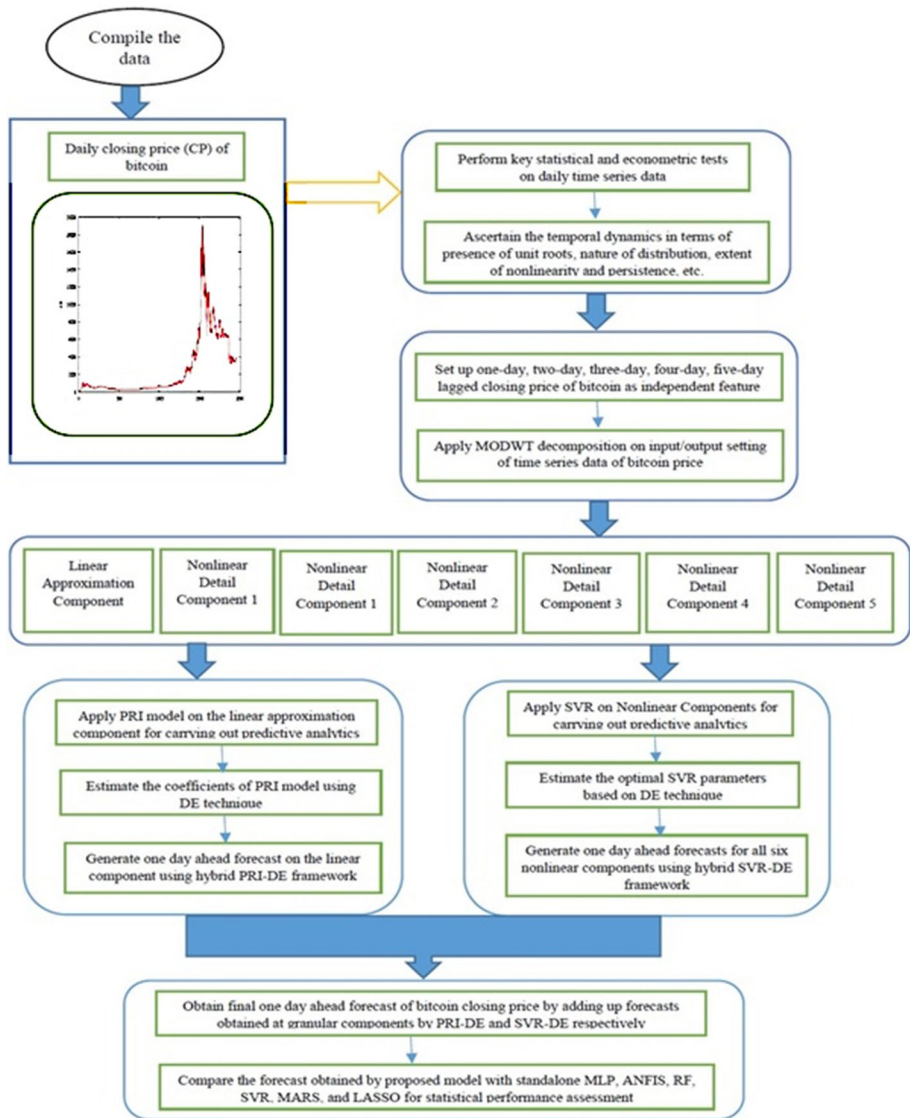 Compile the
data
Daily closing price (CP) of
bitcoin
Perform key statistical and econometric tests
on daily time series data
Ascertain the temporal dynamics in terms of
presence of unit roots, nature of distribution, extent
of nonlinearity and persistence, etc.
Set up one-day, two-day, three-day, four-day, five-day
lagged closing price of bitcoin as independent feature
Apply MODWT decomposition on input/output setting
of time series data of bitcoin price
Linear
Approximation
Component
Nonlinear
Detail
Component 1
Nonlinear
Detail
Component 1
Nonlinear
Detail
Component 2
Nonlinear
Detail
Component 3
Nonlinear
Detail
Component 4
Nonlinear
Detail
Component 5
Apply PRI model on the linear approximation
component for carrying out predictive analytics
Estimate the coefficients of PRI model using
DE technique
Generate one day ahead forecast on the linear
component using hybrid PRI-DE framework
Apply SVR on Nonlinear Components for
carrying out predictive analytics
Estimate the optimal SVR parameters
based on DE technique
Generate one day ahead forecasts for all six
nonlinear components using hybrid SVR-DE
framework
Obtain final one day ahead forecast of bitcoin closing price by adding up forecasts
obtained at granular components by PRI-DE and SVR-DE respectively
Compare the forecast obtained by proposed model with standalone MLP, ANFIS, RF,
SVR, MARS, and LASSO for statistical performance assessment